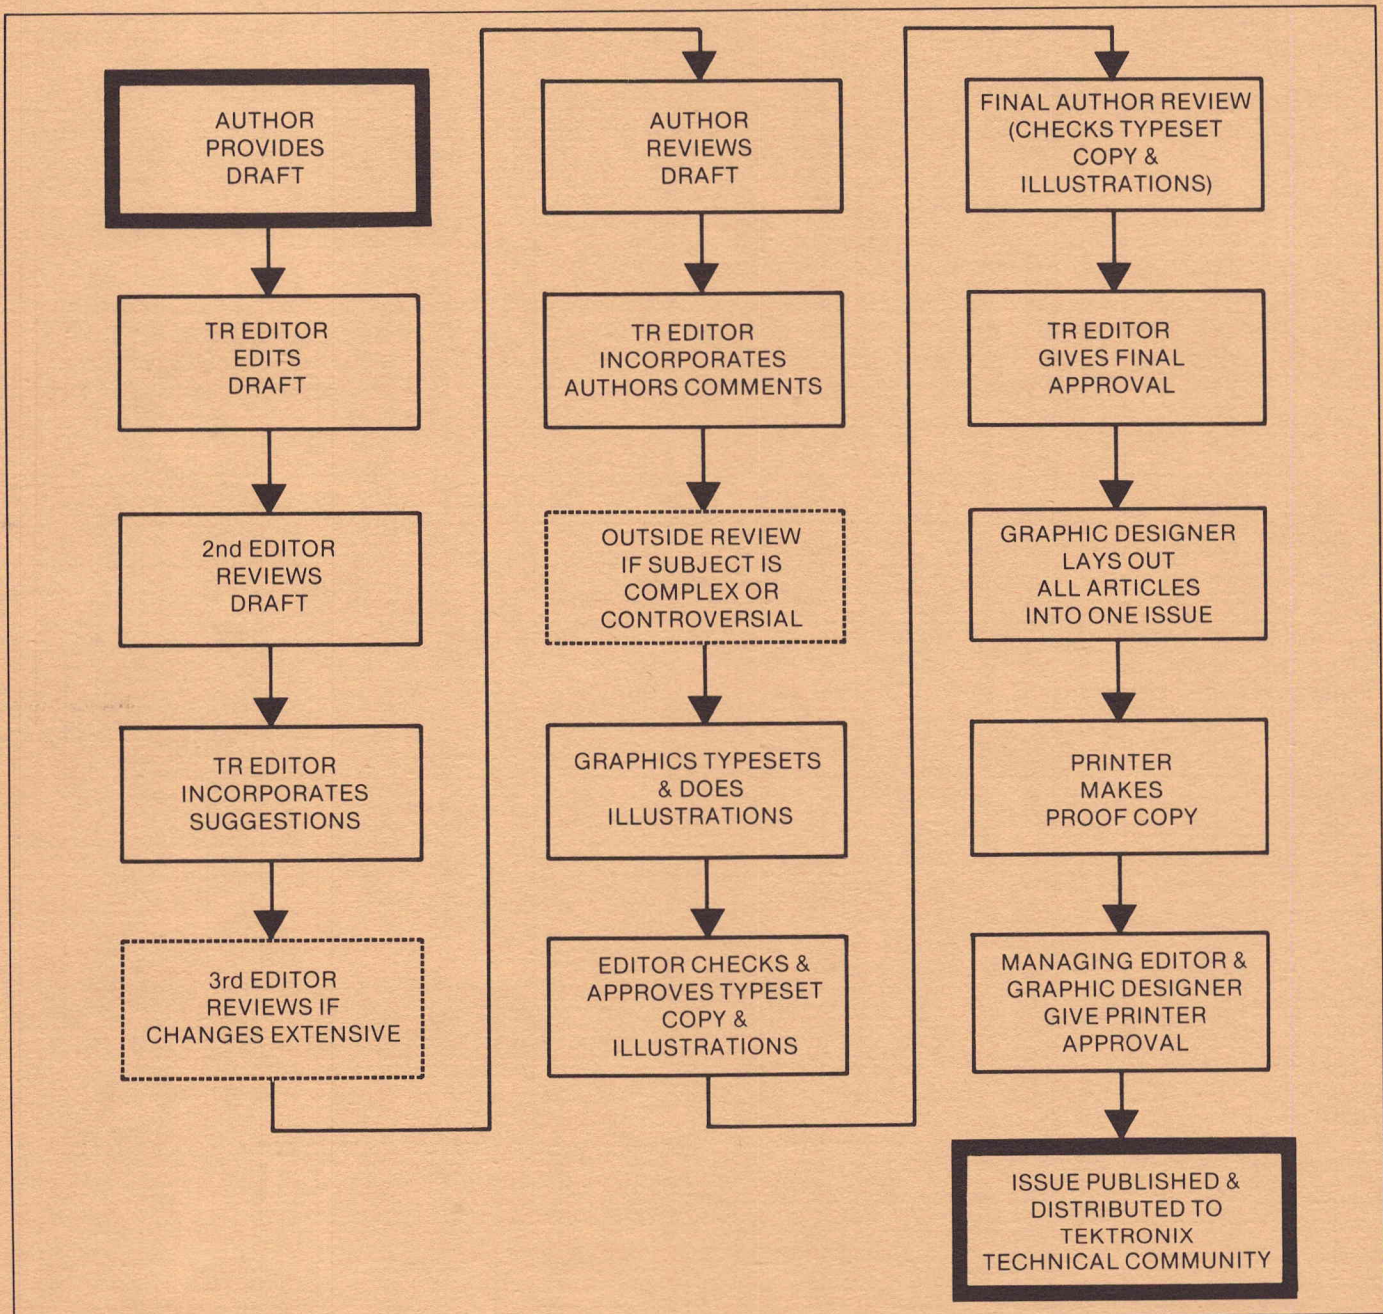 AUTHOR
PROVIDES
DRAFT
TR EDITOR
EDITS
DRAFT
2nd EDITOR
REVIEWS
DRAFT
TR EDITOR
INCORPORATES
SUGGESTIONS
3rd EDITOR
REVIEWS IF
CHANGES EXTENSIVE
AUTHOR
REVIEWS
DRAFT
TR EDITOR
INCORPORATES
AUTHORS COMMENTS
OUTSIDE REVIEW
IF SUBJECT IS
COMPLEX OR
CONTROVERSIAL
GRAPHICS TYPESETS
& DOES
ILLUSTRATIONS
EDITOR CHECKS &
APPROVES TYPESET
COPY &
ILLUSTRATIONS
FINAL AUTHOR REVIEW
(CHECKS TYPESET
COPY &
ILLUSTRATIONS)
TR EDITOR
GIVES FINAL
APPROVAL
GRAPHIC DESIGNER
LAYS OUT
ALL ARTICLES
INTO ONE ISSUE
PRINTER
MAKES
PROOF COPY
MANAGING EDITOR &
GRAPHIC DESIGNER
GIVE PRINTER
APPROVAL
ISSUE PUBLISHED &
DISTRIBUTED TO
TEKTRONIX
TECHNICAL COMMUNITY